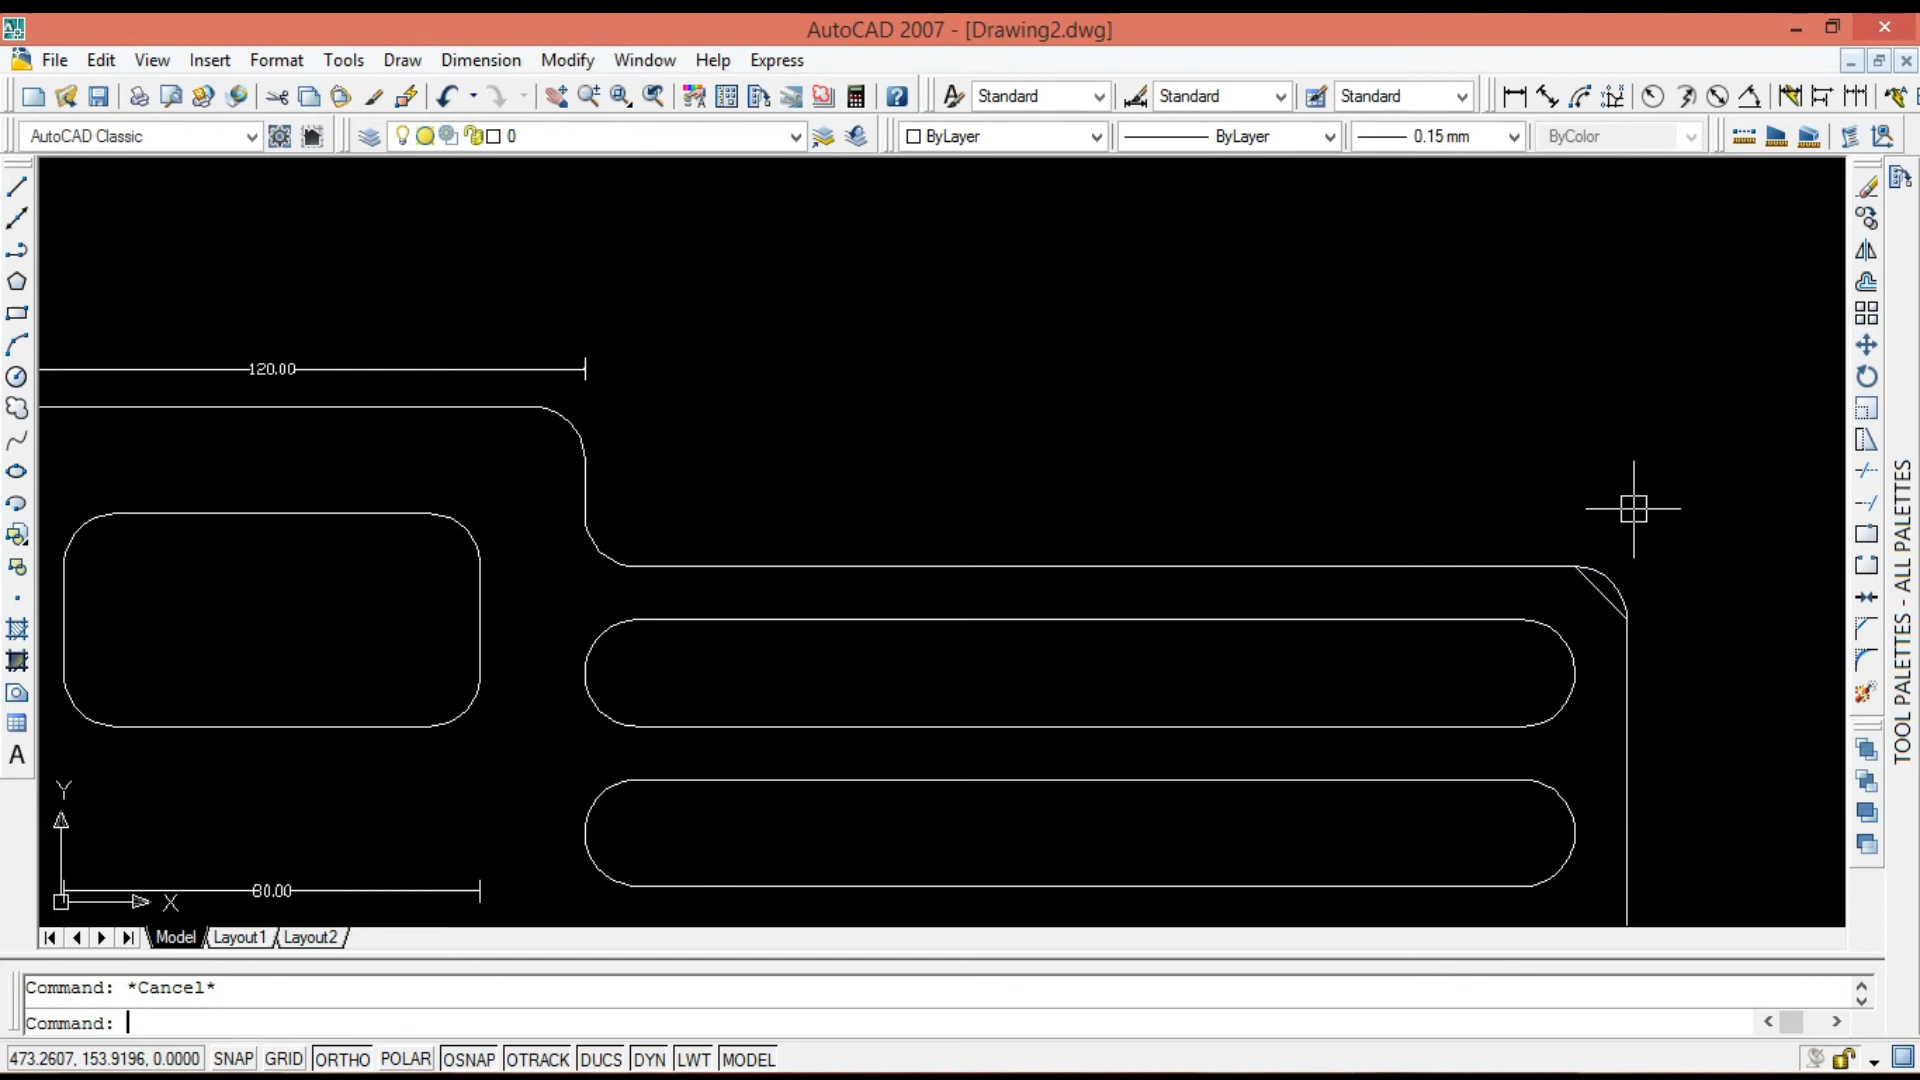 AutoCAD 2007 - [Drawing2.dwg]
File Edit View Insert Format Tools Draw Dimension Modify Window Help Express
Standard Standard Standard
AutoCAD Classic 0 ByLayer ByLayer 0.15 mm ByColor
120.00
TOOL PALETTES - ALL PALETTES
A
Y
80.00
X
Model Layout1 Layout2
Command: *Cancel*
Command:
473.2607, 153.9196, 0.0000 SNAP GRID ORTHO POLAR OSNAP OTRACK DUCS DYN LWT MODEL